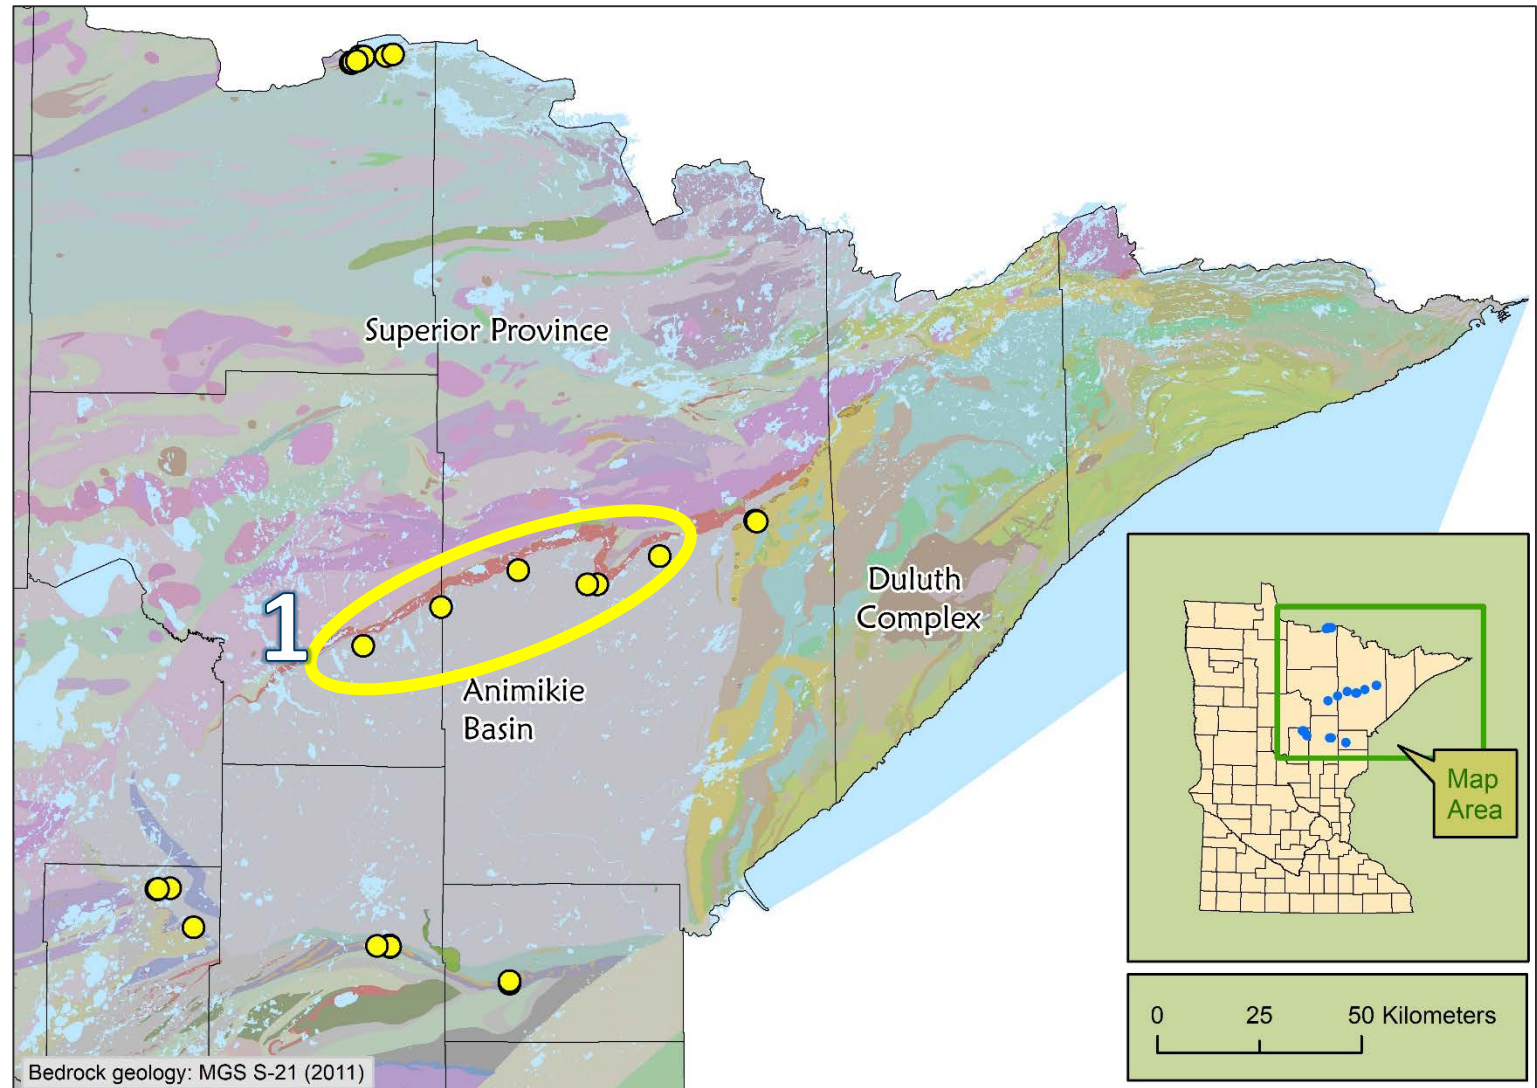 Superior Province
1
Duluth
Complex
Animikie
Basin
Map
Area
0 25 50 Kilometers
Bedrock geology: MGS S-21 (2011)